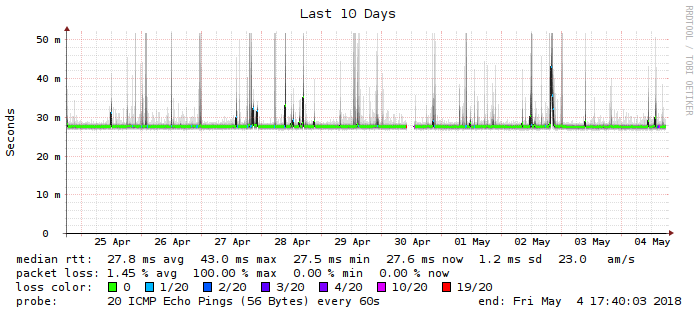 Last 10 Days
RRDTOOL / TOBI OETIKER
Seconds
50 m
40 m
30 m
20 m
10 m
0
25 Apr 26 Apr 27 Apr 28 Apr 29 Apr 30 Apr 01 May 02 May 03 May 04 May
median rtt: 27.8 ms avg 43.0 ms max 27.5 ms min 27.6 ms now 1.2 ms sd 23.0 am/s
packet loss: 1.45 % avg 100.00 % max 0.00 % min 0.00 % now
loss color: 0 1/20 2/20 3/20 4/20 10/20 19/20
probe: 20 ICMP Echo Pings (56 Bytes) every 60s end: Fri May 4 17:40:03 2018